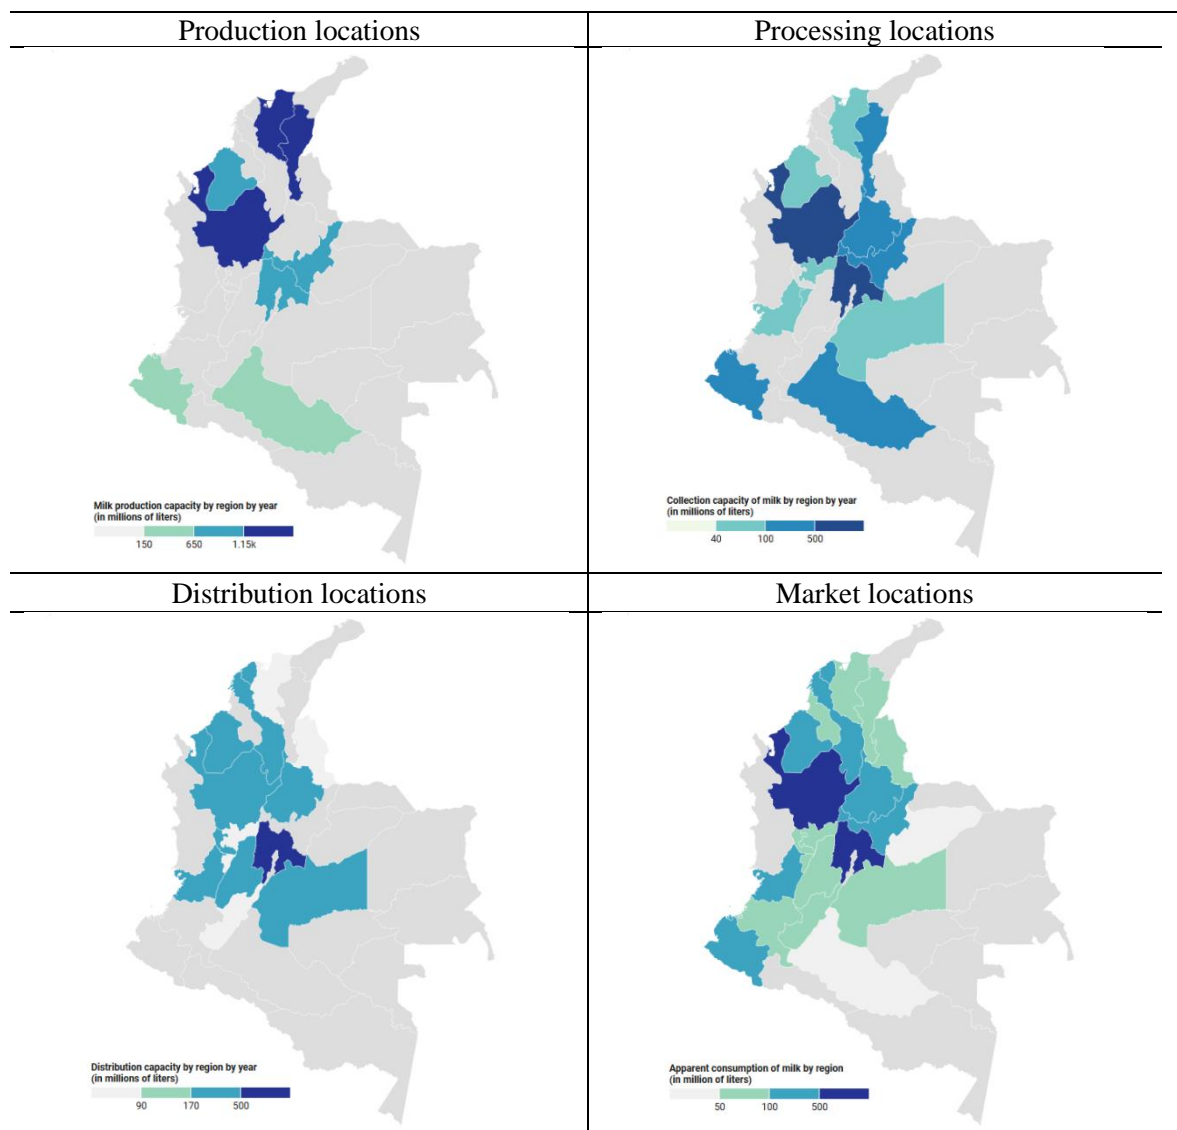 Production locations
Processing locations
Milk production capacity by region by year
(in millions of liters)
150 650 1.15k
Collection capacity of milk by region by year
(in millions of liters)
40 100 500
Distribution locations
Market locations
Distribution capacity by region by year
(in millions of liters)
90 170 500
Apparent consumption of milk by region
(in million of liters)
50 100 500